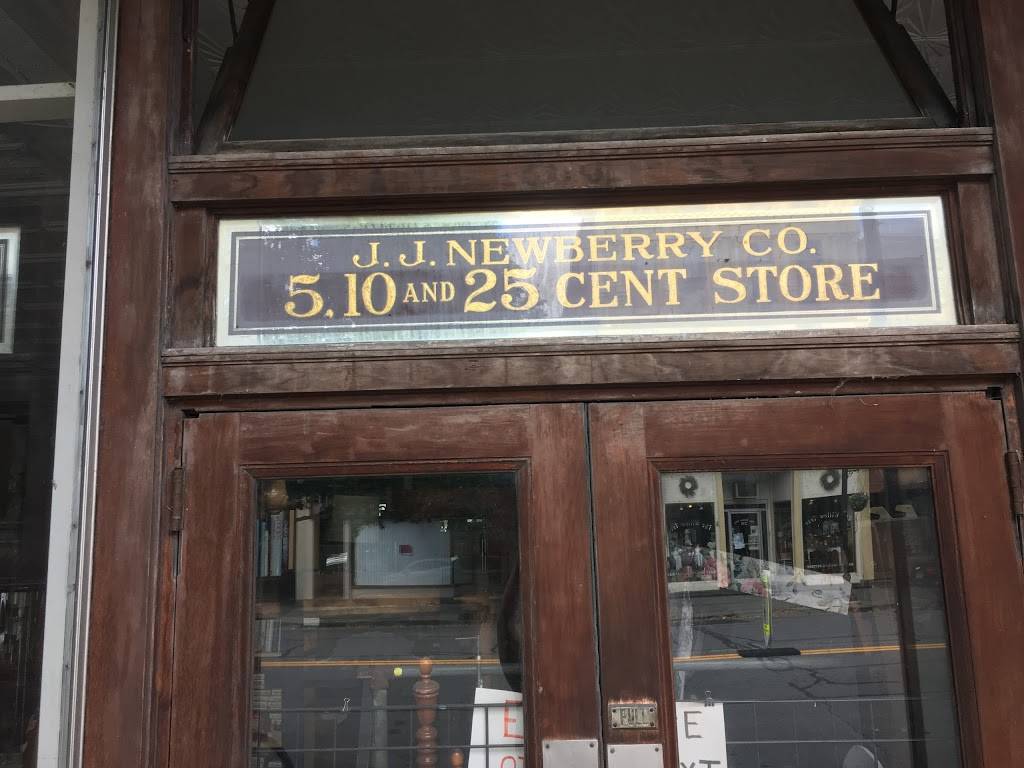 J. J. NEWBERRY CO.
5, 10 AND 25 CENT STORE
PULL